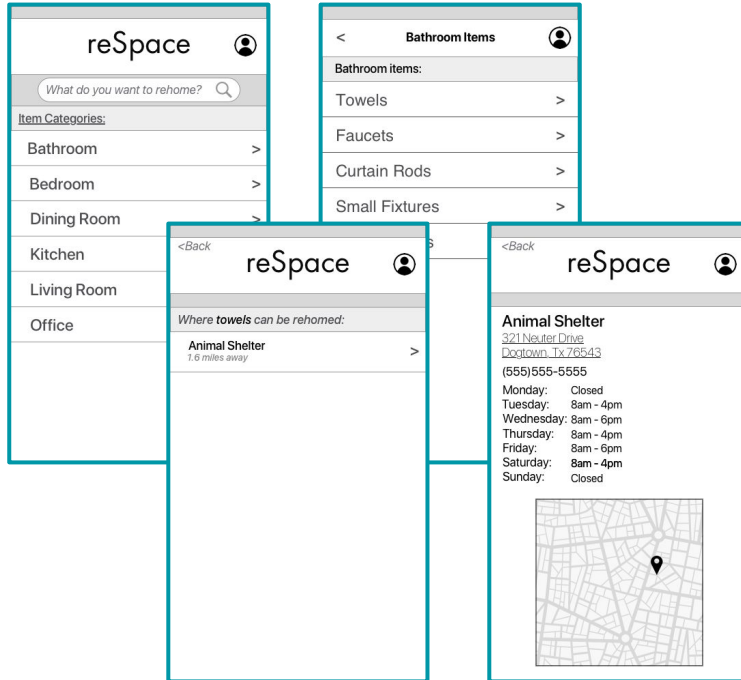 reSpace
What do you want to rehome?
Item Categories:
Bathroom >
Bedroom >
Dining Room >
Kitchen
Living Room
Office
< Bathroom Items
Bathroom items:
Towels >
Faucets >
Curtain Rods >
Small Fixtures >
<Back
reSpace
Where towels can be rehomed:
Animal Shelter
1.6 miles away >
<Back
reSpace
Animal Shelter
321 Neuter Drive
Dogtown, Tx 76543
(555)555-5555
Monday: Closed
Tuesday: 8am - 4pm
Wednesday: 8am - 6pm
Thursday: 8am - 4pm
Friday: 8am - 6pm
Saturday: 8am - 4pm
Sunday: Closed